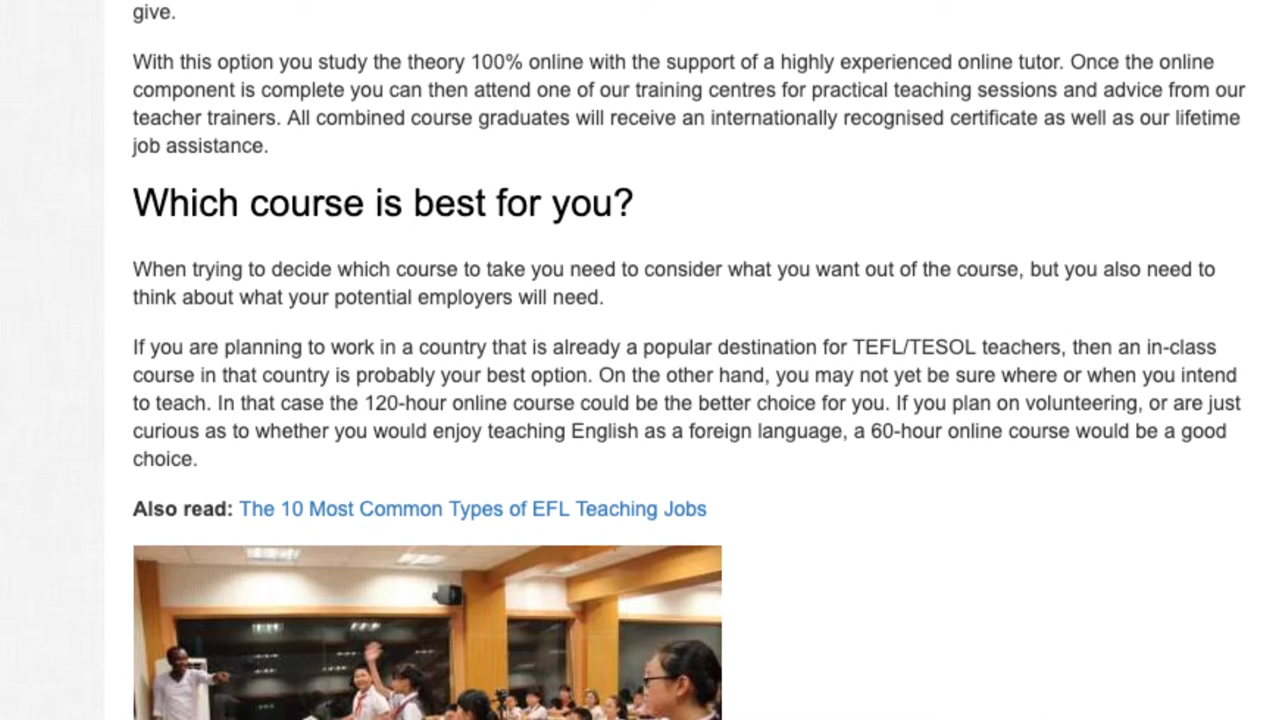 give.
With this option you study the theory 100% online with the support of a highly experienced online tutor. Once the online
component is complete you can then attend one of our training centres for practical teaching sessions and advice from our
teacher trainers. All combined course graduates will receive an internationally recognised certificate as well as our lifetime
job assistance.
Which course is best for you?
When trying to decide which course to take you need to consider what you want out of the course, but you also need to
think about what your potential employers will need.
If you are planning to work in a country that is already a popular destination for TEFL/TESOL teachers, then an in-class
course in that country is probably your best option. On the other hand, you may not yet be sure where or when you intend
to teach. In that case the 120-hour online course could be the better choice for you. If you plan on volunteering, or are just
curious as to whether you would enjoy teaching English as a foreign language, a 60-hour online course would be a good
choice.
Also read: The 10 Most Common Types of EFL Teaching Jobs